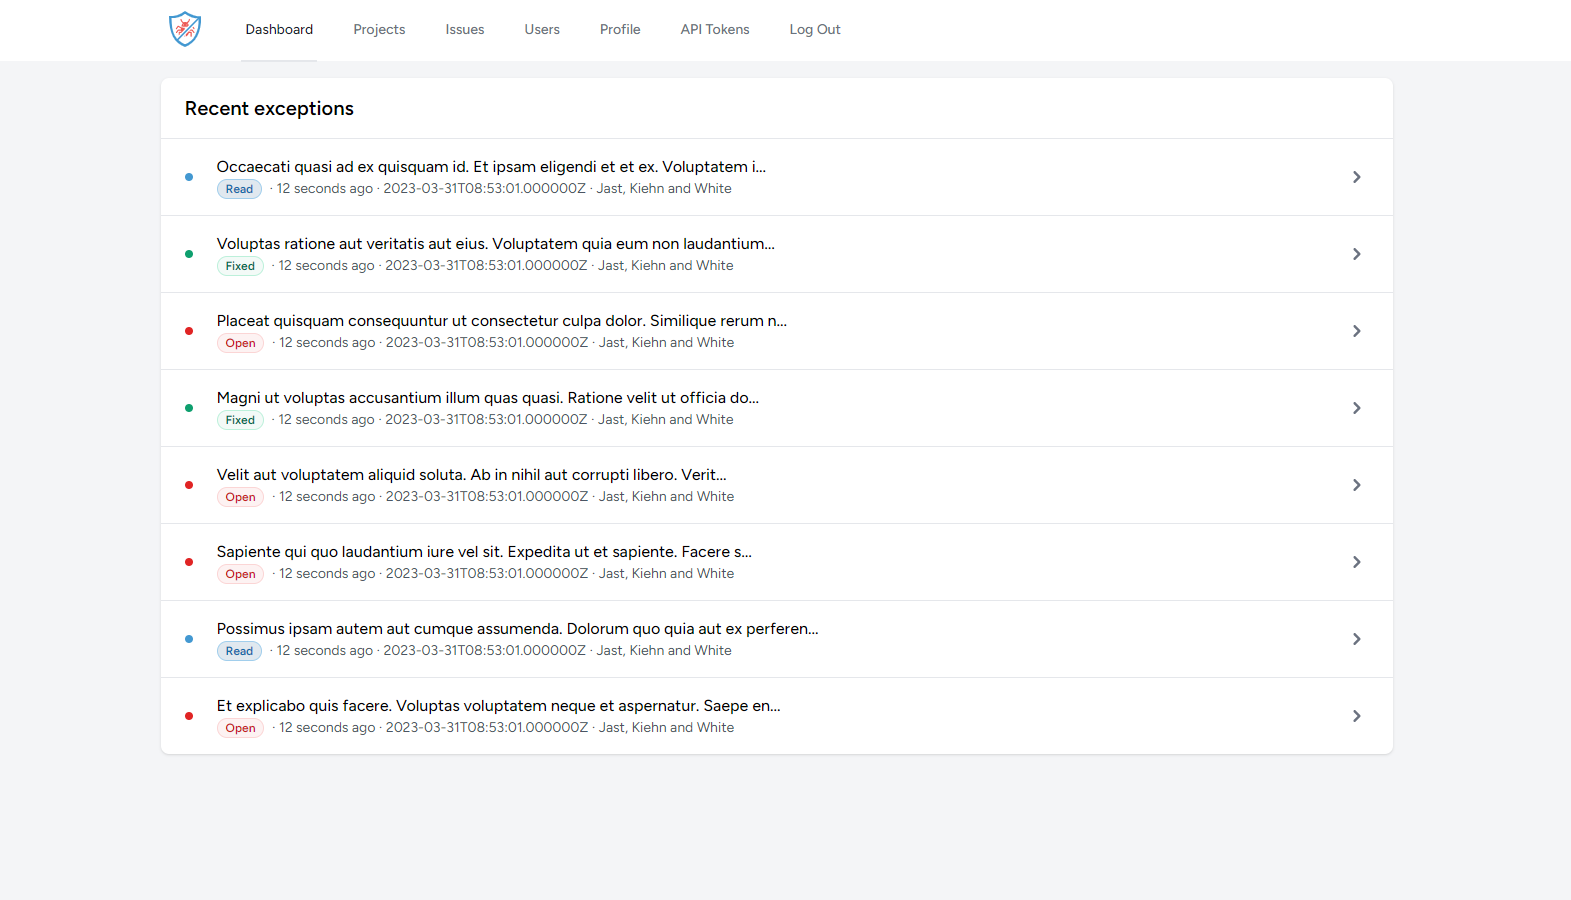 Dashboard Projects Issues Users Profile API Tokens Log Out
Recent exceptions
Occaecati quasi ad ex quisquam id. Et ipsam eligendi et et ex. Voluptatem i...
Read · 12 seconds ago · 2023-03-31T08:53:01.000000Z · Jast, Kiehn and White
Voluptas ratione aut veritatis aut eius. Voluptatem quia eum non laudantium...
Fixed · 12 seconds ago · 2023-03-31T08:53:01.000000Z · Jast, Kiehn and White
Placeat quisquam consequuntur ut consectetur culpa dolor. Similique rerum n...
Open · 12 seconds ago · 2023-03-31T08:53:01.000000Z · Jast, Kiehn and White
Magni ut voluptas accusantium illum quas quasi. Ratione velit ut officia do...
Fixed · 12 seconds ago · 2023-03-31T08:53:01.000000Z · Jast, Kiehn and White
Velit aut voluptatem aliquid soluta. Ab in nihil aut corrupti libero. Verit...
Open · 12 seconds ago · 2023-03-31T08:53:01.000000Z · Jast, Kiehn and White
Sapiente qui quo laudantium iure vel sit. Expedita ut et sapiente. Facere s...
Open · 12 seconds ago · 2023-03-31T08:53:01.000000Z · Jast, Kiehn and White
Possimus ipsam autem aut cumque assumenda. Dolorum quo quia aut ex perferen...
Read · 12 seconds ago · 2023-03-31T08:53:01.000000Z · Jast, Kiehn and White
Et explicabo quis facere. Voluptas voluptatem neque et aspernatur. Saepe en...
Open · 12 seconds ago · 2023-03-31T08:53:01.000000Z · Jast, Kiehn and White